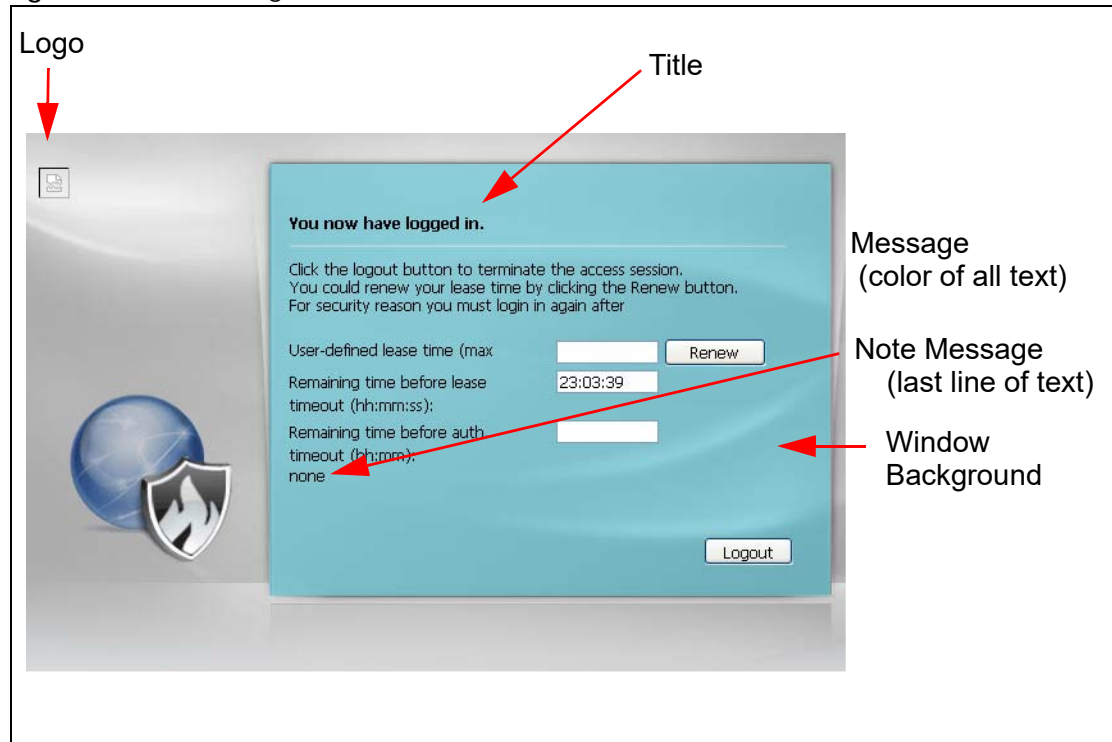 Logo
Title
You now have logged in.
Click the logout button to terminate the access session.
You could renew your lease time by clicking the Renew button.
For security reason you must login in again after
Message
(color of all text)
User-defined lease time (max
Renew
Note Message
(last line of text)
Remaining time before lease
timeout (hh:mm:ss):
23:03:39
Remaining time before auth
timeout (hh:mm):
none
Window
Background
Logout